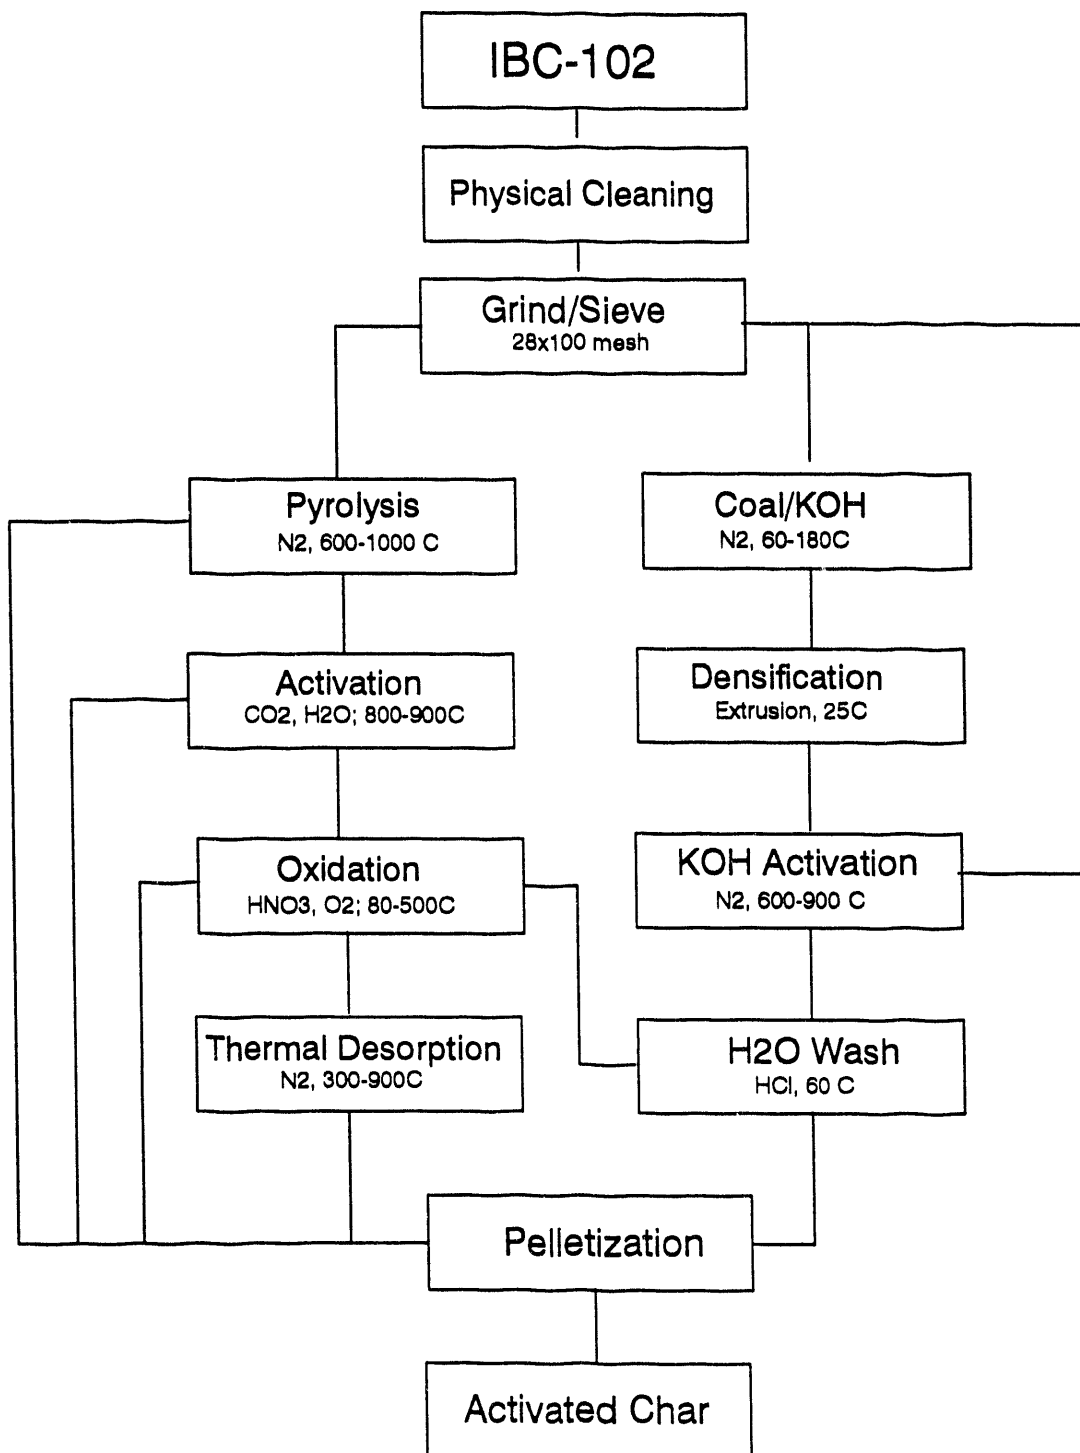 IBC-102
Physical Cleaning
Grind/Sieve
28x100 mesh
Pyrolysis
N2, 600-1000 C
Coal/KOH
N2, 60-180C
Activation
CO2, H2O; 800-900C
Densification
Extrusion, 25C
Oxidation
HNO3, O2; 80-500C
KOH Activation
N2, 600-900 C
Thermal Desorption
N2, 300-900C
H2O Wash
HCl, 60 C
Pelletization
Activated Char